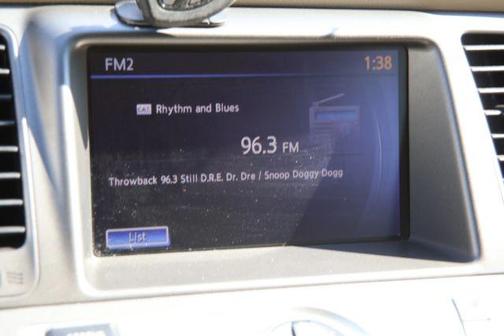 FM2 1:38
CAT Rhythm and Blues
96.3 FM
Throwback 96.3 Still D.R.E. Dr. Dre / Snoop Doggy Dogg
List